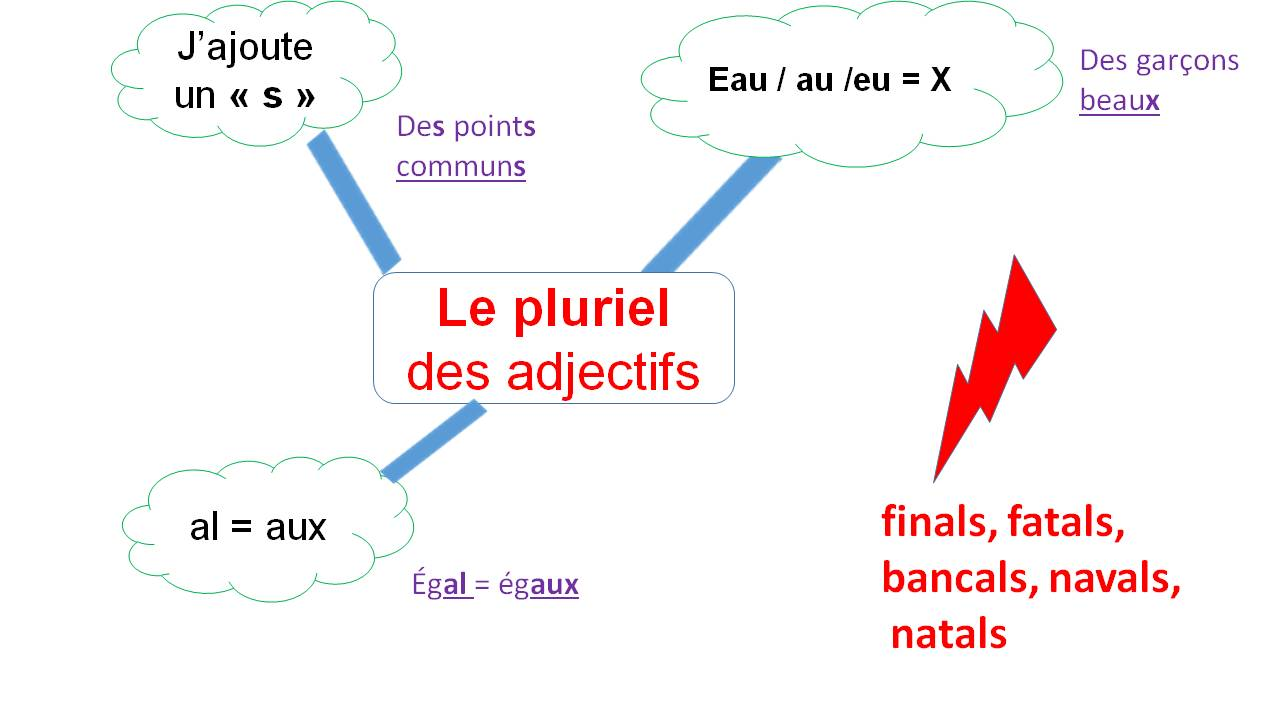 J’ajoute
un « s »
Des points
communs
Eau / au /eu = X
Des garçons
beaux
Le pluriel
des adjectifs
al = aux
Égal = égaux
finals, fatals,
bancals, navals,
natals